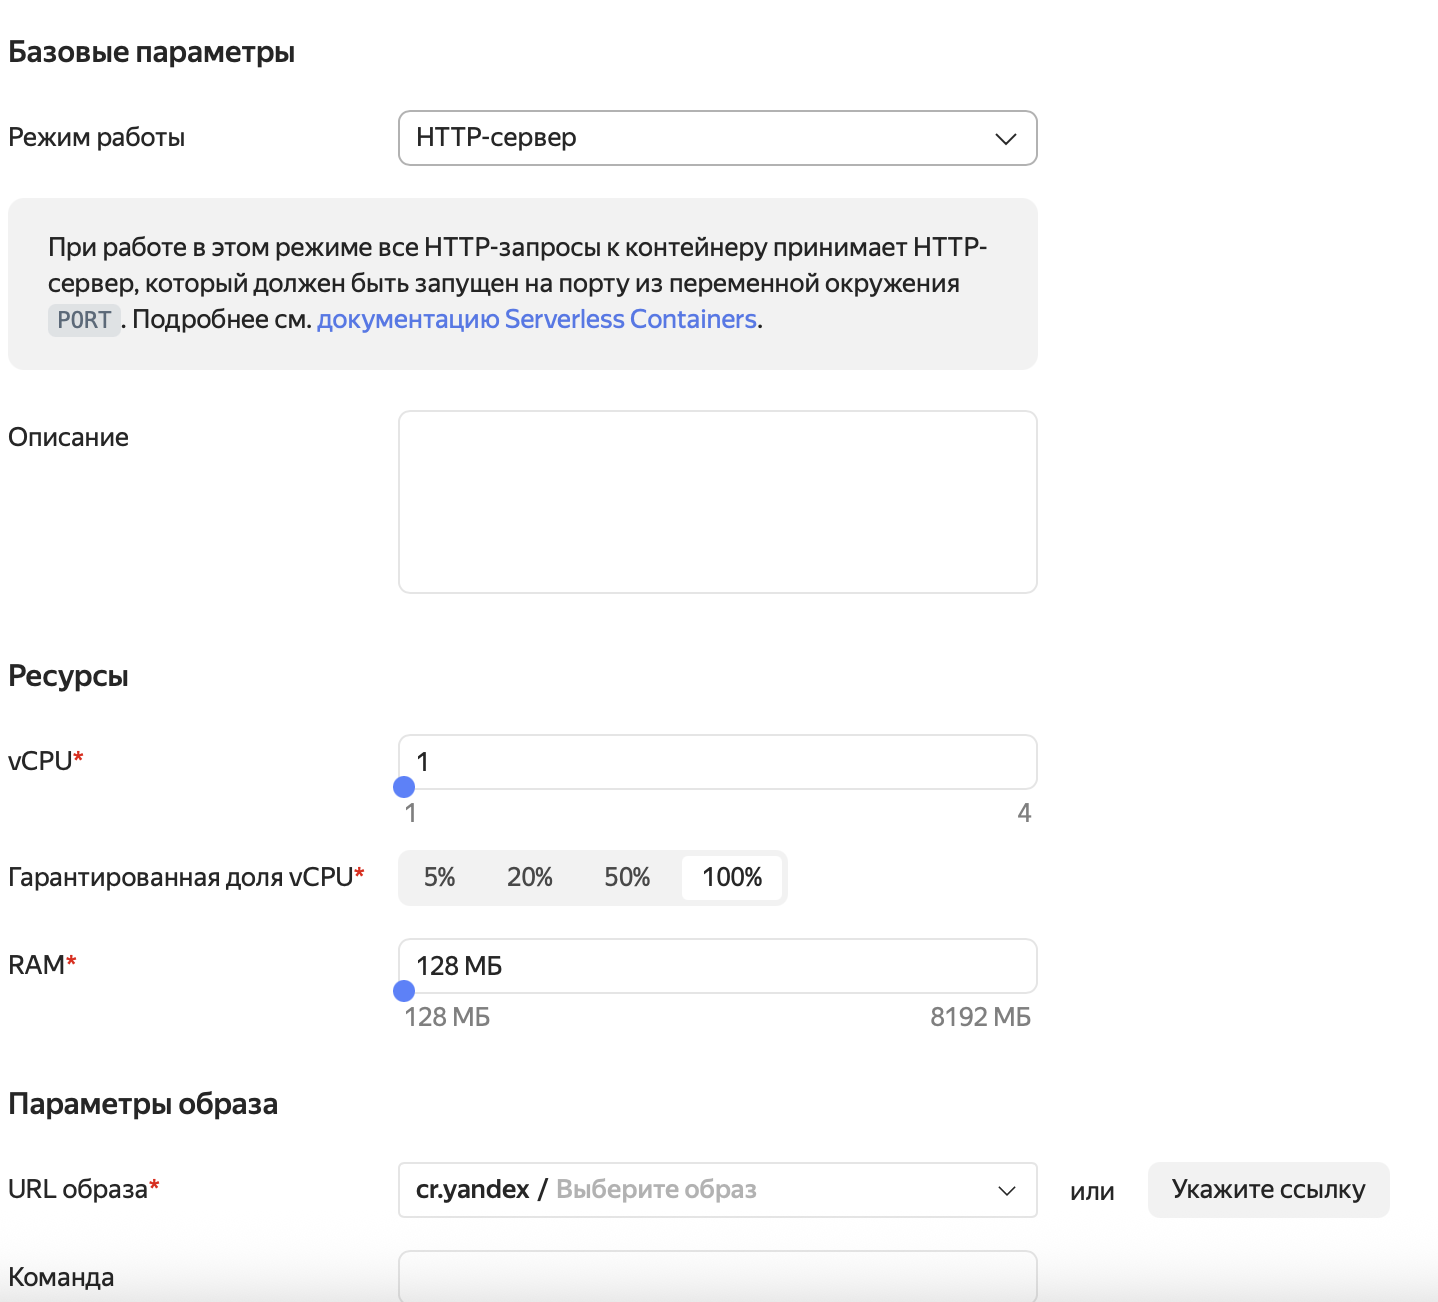 Базовые параметры
Режим работы
HTTP-сервер
При работе в этом режиме все HTTP-запросы к контейнеру принимает HTTP-
сервер, который должен быть запущен на порту из переменной окружения
PORT. Подробнее см. документацию Serverless Containers.
Описание
Ресурсы
vCPU*
1
1
4
Гарантированная доля vCPU*
5%
20%
50%
100%
RAM*
128 МБ
128 МБ
8192 МБ
Параметры образа
URL образа*
cr.yandex / Выберите образ
или
Укажите ссылку
Команда